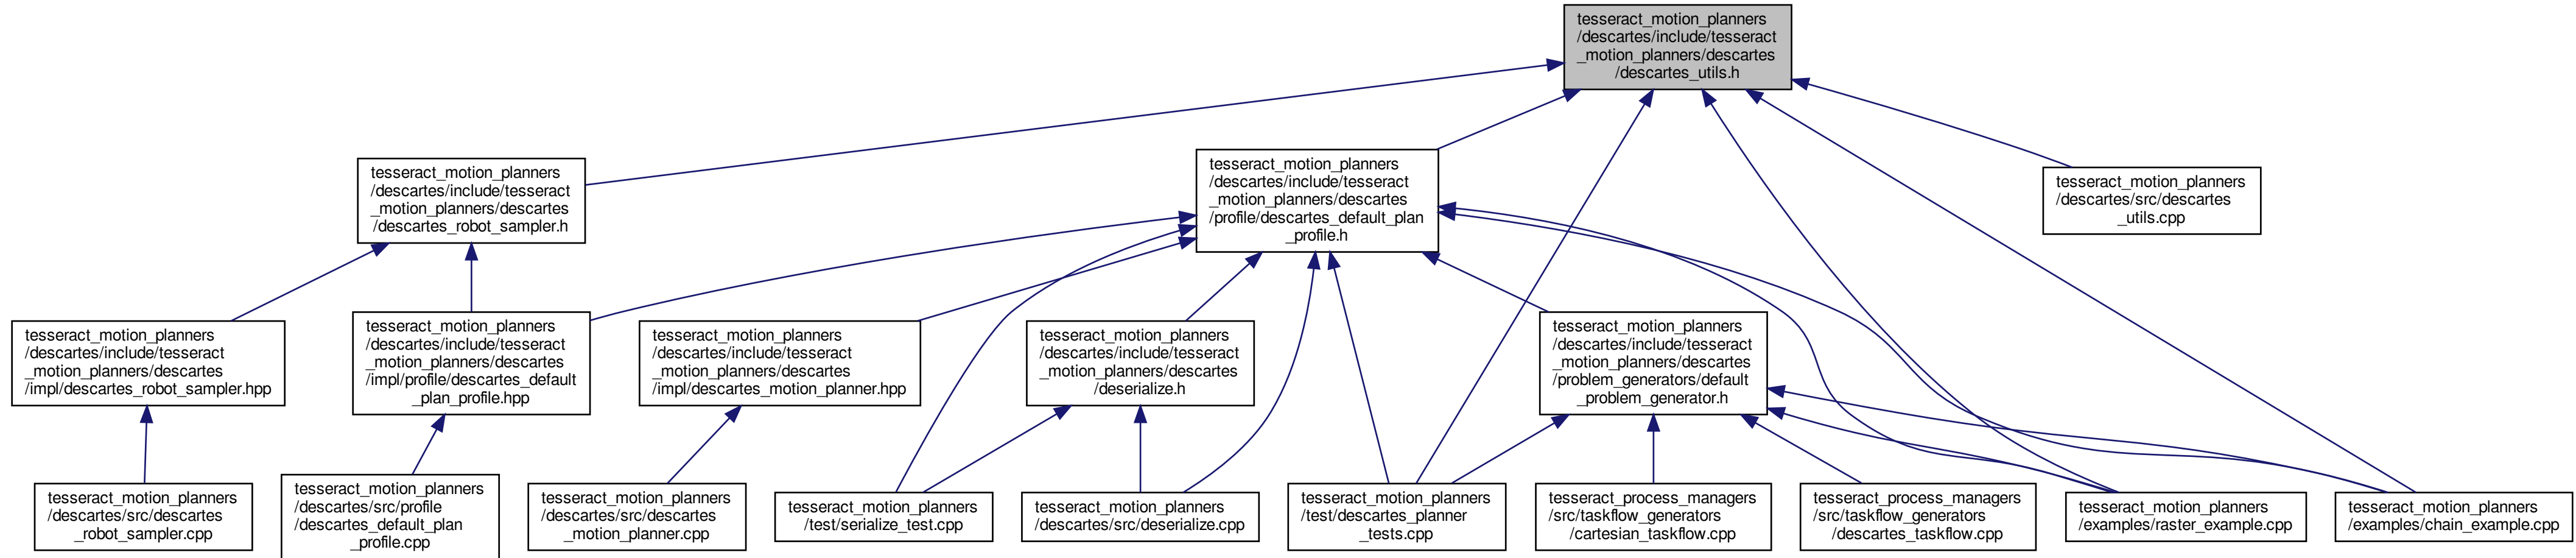 tesseract_motion_planners
/descartes/include/tesseract
_motion_planners/descartes
/descartes_utils.h
tesseract_motion_planners
/descartes/include/tesseract
_motion_planners/descartes
/descartes_robot_sampler.h
tesseract_motion_planners
/descartes/include/tesseract
_motion_planners/descartes
/profile/descartes_default_plan
_profile.h
tesseract_motion_planners
/descartes/src/descartes
_utils.cpp
tesseract_motion_planners
/descartes/include/tesseract
_motion_planners/descartes
/impl/descartes_robot_sampler.hpp
tesseract_motion_planners
/descartes/include/tesseract
_motion_planners/descartes
/impl/profile/descartes_default
_plan_profile.hpp
tesseract_motion_planners
/descartes/include/tesseract
_motion_planners/descartes
/impl/descartes_motion_planner.hpp
tesseract_motion_planners
/descartes/include/tesseract
_motion_planners/descartes
/deserialize.h
tesseract_motion_planners
/descartes/include/tesseract
_motion_planners/descartes
/problem_generators/default
_problem_generator.h
tesseract_motion_planners
/descartes/src/descartes
_robot_sampler.cpp
tesseract_motion_planners
/descartes/src/profile
/descartes_default_plan
_profile.cpp
tesseract_motion_planners
/descartes/src/descartes
_motion_planner.cpp
tesseract_motion_planners
/test/serialize_test.cpp
tesseract_motion_planners
/descartes/src/deserialize.cpp
tesseract_motion_planners
/test/descartes_planner
_tests.cpp
tesseract_process_managers
/src/taskflow_generators
/cartesian_taskflow.cpp
tesseract_process_managers
/src/taskflow_generators
/descartes_taskflow.cpp
tesseract_motion_planners
/examples/raster_example.cpp
tesseract_motion_planners
/examples/chain_example.cpp